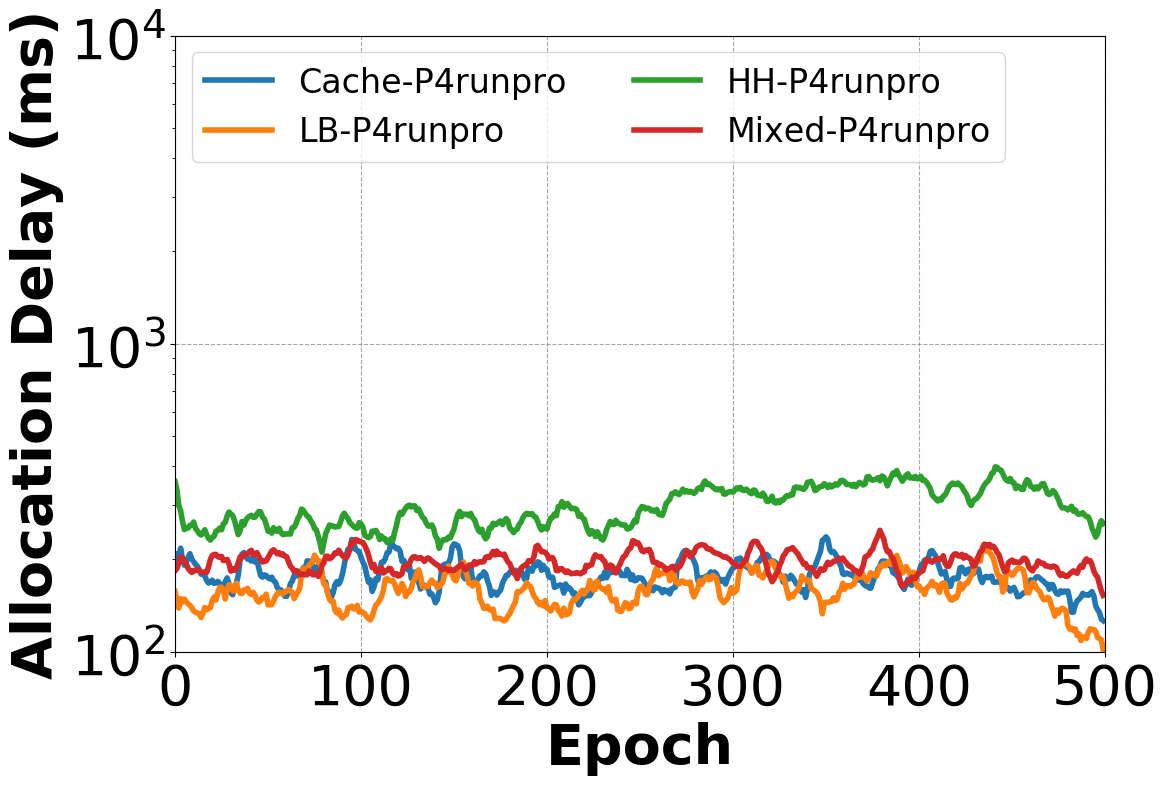 Allocation Delay (ms)
10^4
10^3
10^2
Cache-P4runpro
LB-P4runpro
HH-P4runpro
Mixed-P4runpro
0 100 200 300 400 500
Epoch